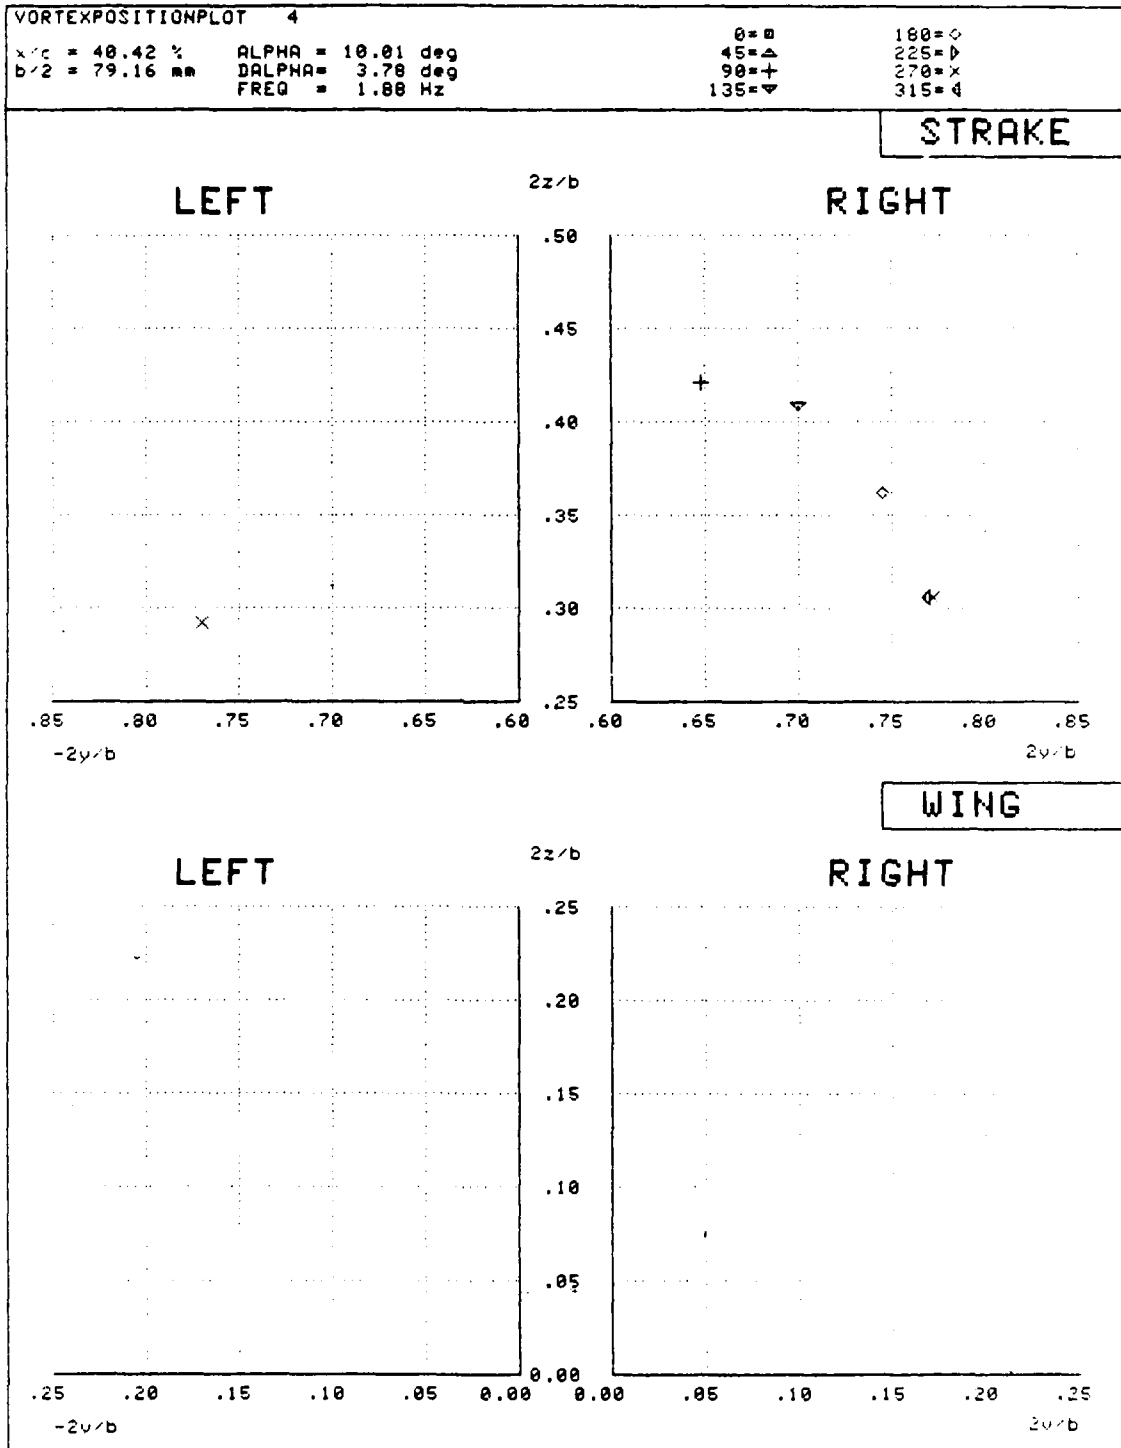 VORTEXPOSITIONPLOT 4
x/c = 40.42 % ALPHA = 10.01 deg 0= 180=
b/2 = 79.16 mm DALPHA= 3.78 deg 45= 225=
FREQ = 1.88 Hz 90= 270=
135= 315=
STRAKE
LEFT 2z/b RIGHT
.50
.45
.40
.35
.30
.25
.85 .80 .75 .70 .65 .60 .60 .65 .70 .75 .80 .85
-2y/b 2y/b
WING
LEFT 2z/b RIGHT
.25
.20
.15
.10
.05
0.00
.25 .20 .15 .10 .05 0.00 0.00 .05 .10 .15 .20 .25
-2y/b 2y/b